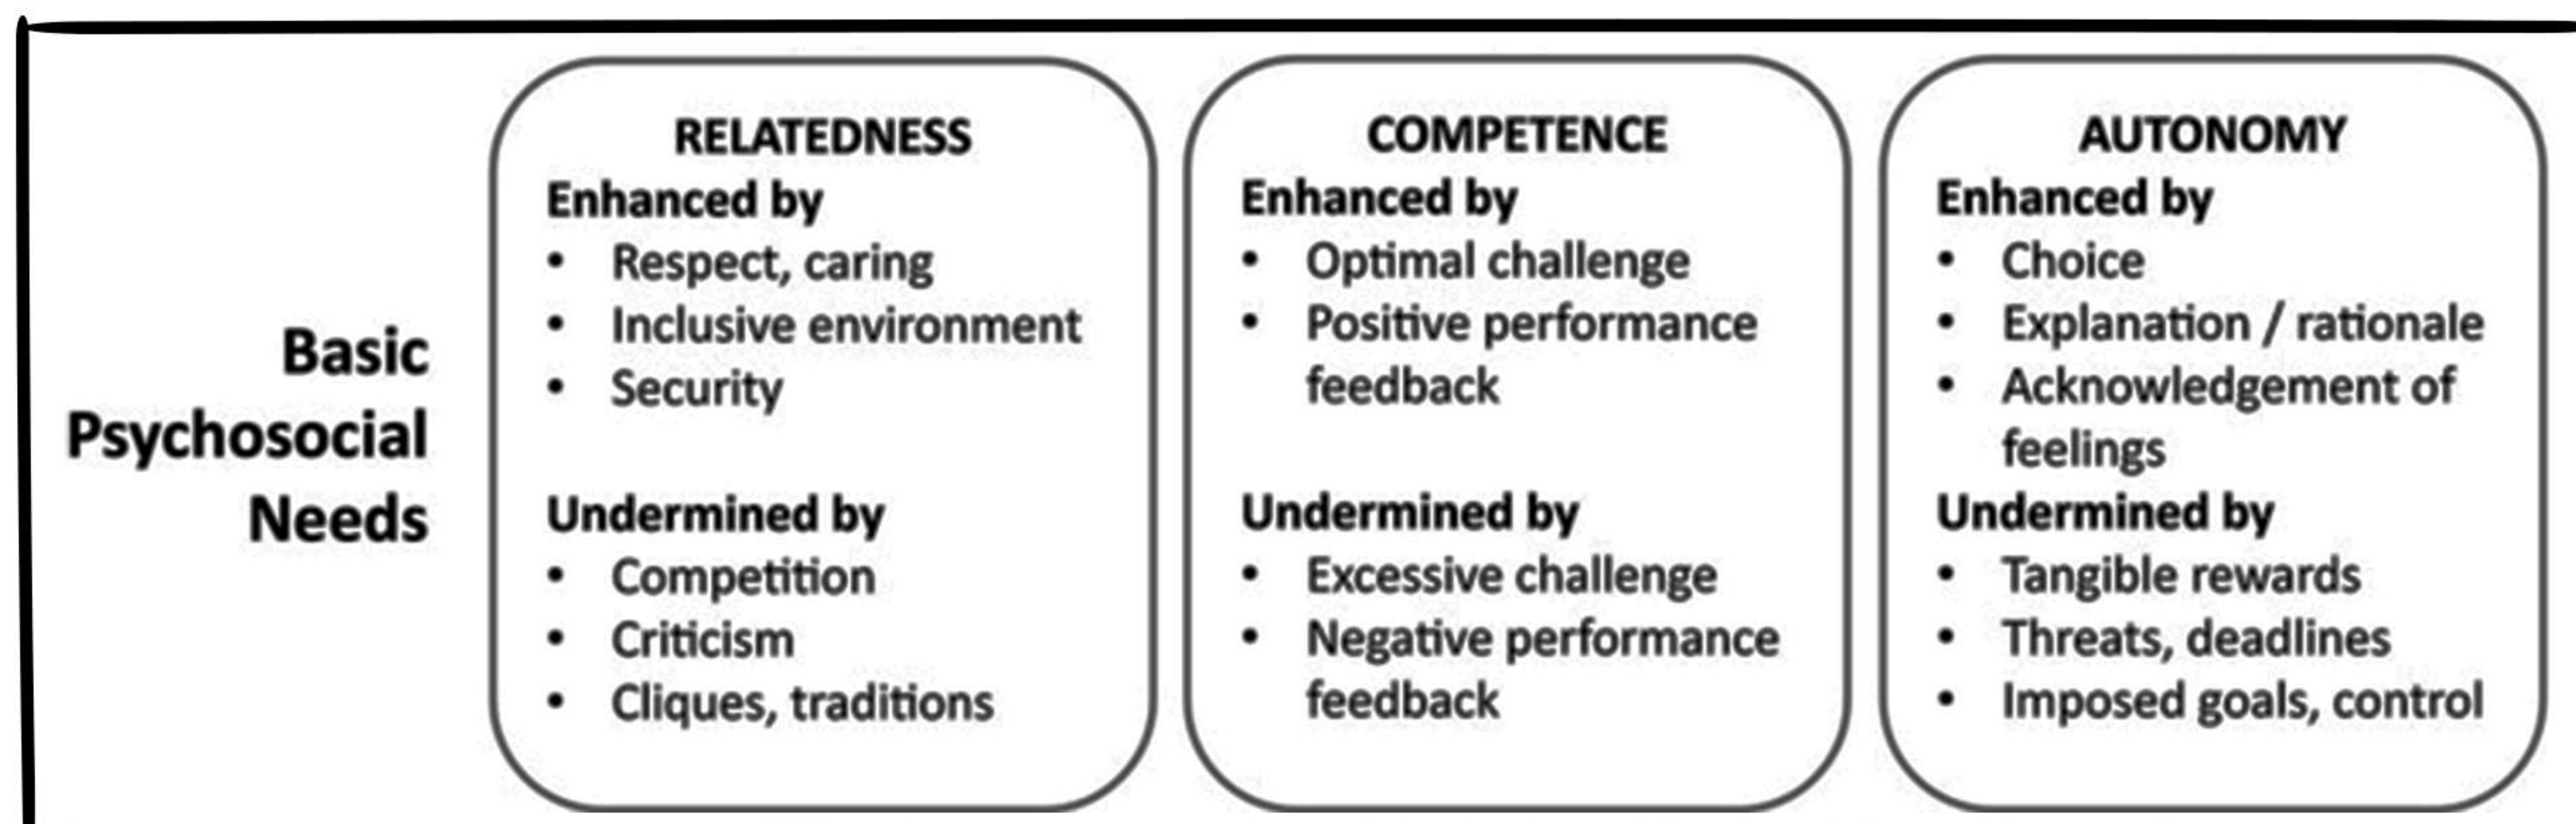 Basic
Psychosocial
Needs
RELATEDNESS
Enhanced by
• Respect, caring
• Inclusive environment
• Security
Undermined by
• Competition
• Criticism
• Cliques, traditions
COMPETENCE
Enhanced by
• Optimal challenge
• Positive performance
feedback
Undermined by
• Excessive challenge
• Negative performance
feedback
AUTONOMY
Enhanced by
• Choice
• Explanation / rationale
• Acknowledgement of
feelings
Undermined by
• Tangible rewards
• Threats, deadlines
• Imposed goals, control